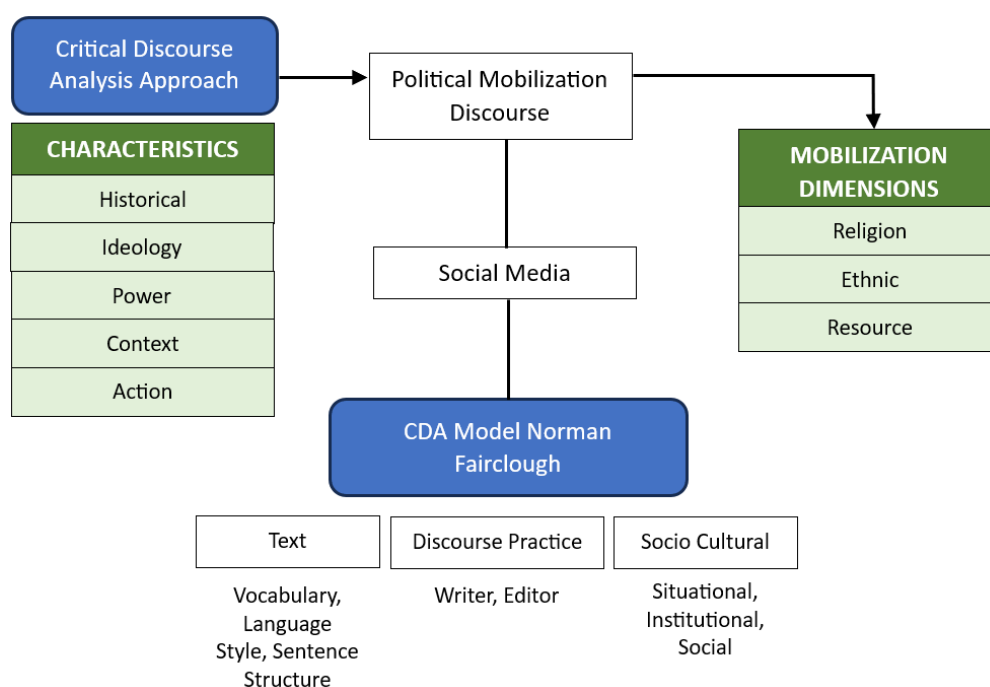 Critical Discourse
Analysis Approach
CHARACTERISTICS
Historical
Ideology
Power
Context
Action
Political Mobilization
Discourse
Social Media
MOBILIZATION
DIMENSIONS
Religion
Ethnic
Resource
CDA Model Norman
Fairclough
Text
Vocabulary,
Language
Style, Sentence
Structure
Discourse Practice
Writer, Editor
Socio Cultural
Situational,
Institutional,
Social